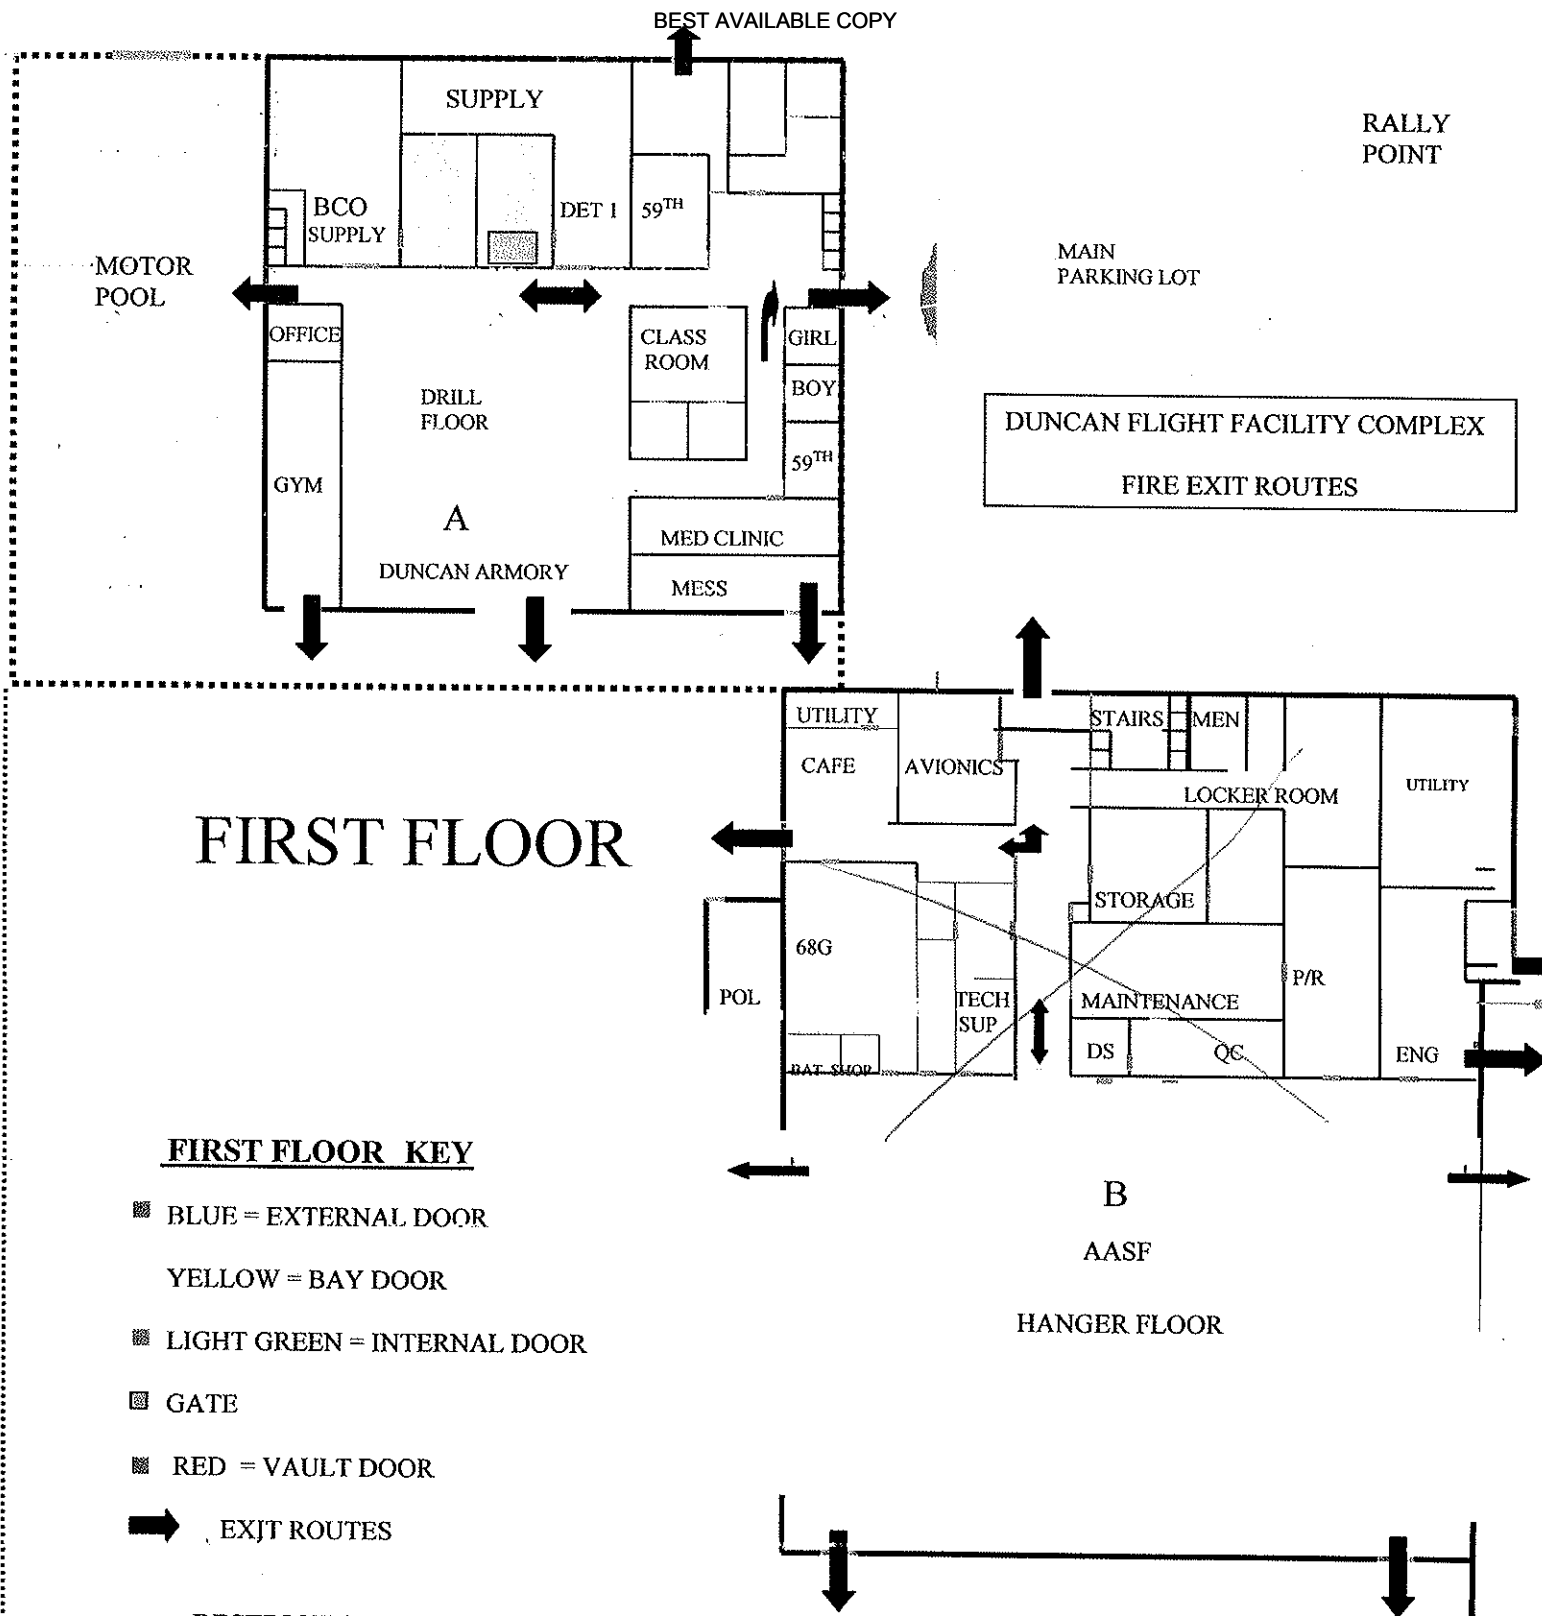 BEST AVAILABLE COPY
SUPPLY
RALLY
POINT
BCO
SUPPLY
DET 1
59TH
MOTOR
POOL
MAIN
PARKING LOT
OFFICE
CLASS
ROOM
GIRL
BOY
DRILL
FLOOR
59TH
GYM
DUNCAN FLIGHT FACILITY COMPLEX
FIRE EXIT ROUTES
A
MED CLINIC
DUNCAN ARMORY
MESS
UTILITY
STAIRS
MEN
CAFE
AVIONICS
LOCKER ROOM
UTILITY
FIRST FLOOR
STORAGE
68G
POL
TECH
SUP
MAINTENANCE
P/R
DS
QC
ENG
BAT SHOP
FIRST FLOOR KEY
BLUE = EXTERNAL DOOR
YELLOW = BAY DOOR
LIGHT GREEN = INTERNAL DOOR
GATE
RED = VAULT DOOR
EXIT ROUTES
B
AASF
HANGER FLOOR